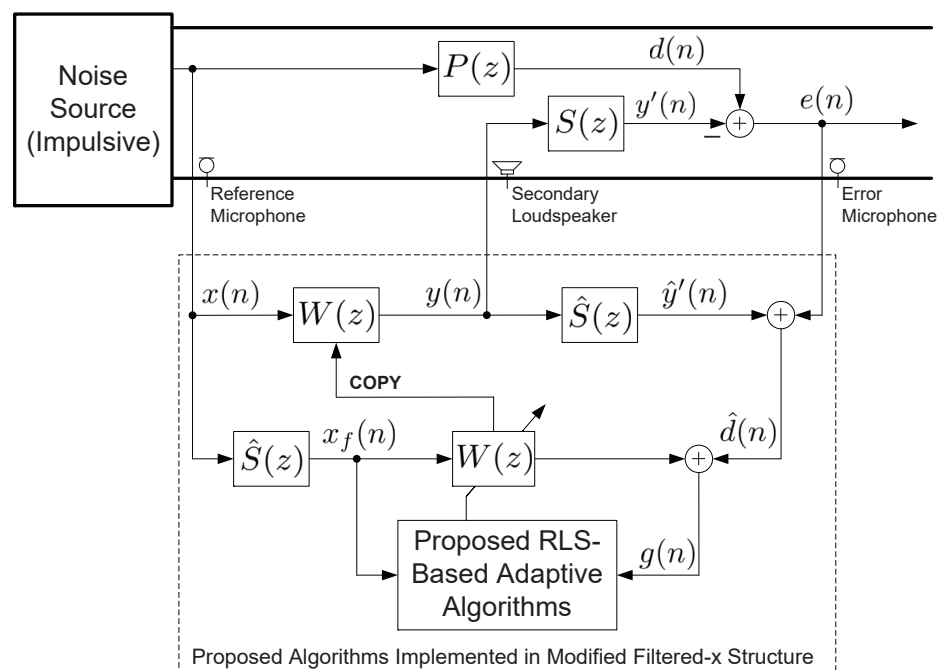 Noise
Source
(Impulsive)
P(z)
d(n)
S(z)
y′(n)
−
+
e(n)
Reference
Microphone
Secondary
Loudspeaker
Error
Microphone
x(n)
W(z)
y(n)
Ŝ(z)
ŷ′(n)
+
COPY
Ŝ(z)
x_f(n)
W(z)
+
d̂(n)
Proposed RLS-
Based Adaptive
Algorithms
g(n)
Proposed Algorithms Implemented in Modified Filtered-x Structure